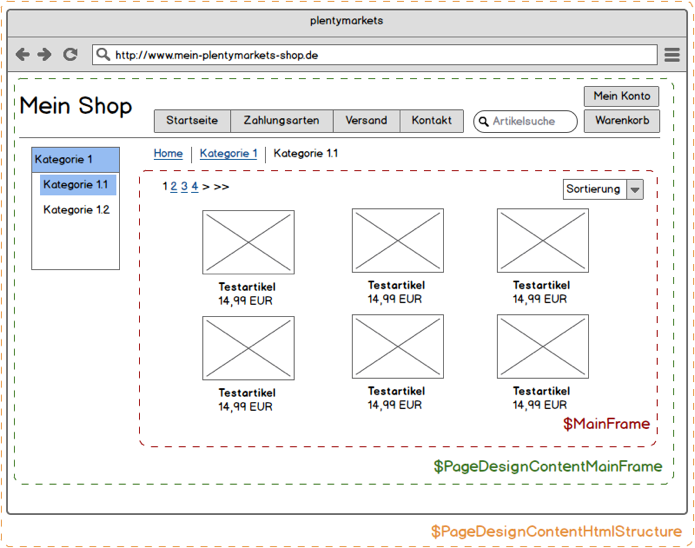 plentymarkets
http://www.mein-plentymarkets-shop.de
Mein Shop
Mein Konto
Startseite Zahlungsarten Versand Kontakt Artikelsuche Warenkorb
Kategorie 1
Kategorie 1.1
Kategorie 1.2
Home Kategorie 1 Kategorie 1.1
1 2 3 4 > >> Sortierung
Testartikel Testartikel Testartikel
14,99 EUR 14,99 EUR 14,99 EUR
Testartikel Testartikel Testartikel
14,99 EUR 14,99 EUR 14,99 EUR
$MainFrame
$PageDesignContentMainFrame
$PageDesignContentHtmlStructure